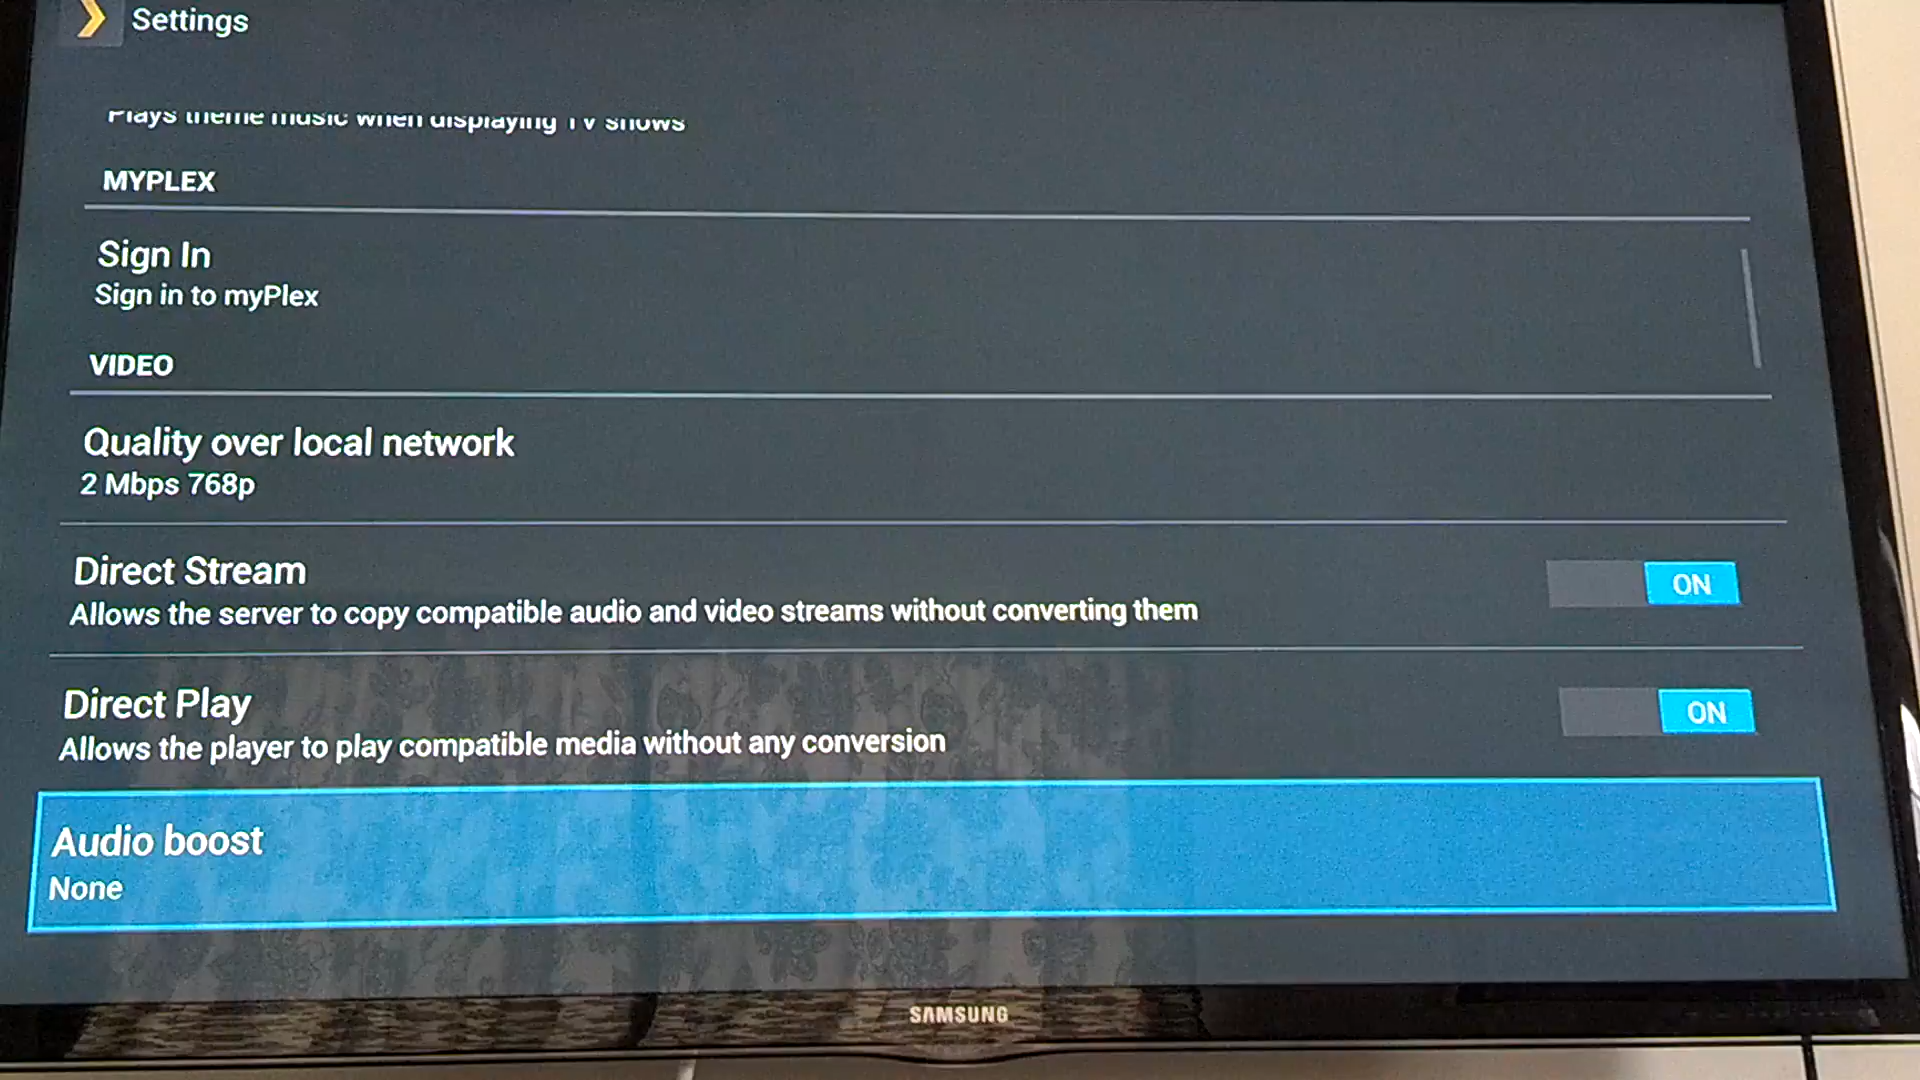 Settings
Plays theme music when displaying TV shows
MYPLEX
Sign In
Sign in to myPlex
VIDEO
Quality over local network
2 Mbps 768p
Direct Stream
Allows the server to copy compatible audio and video streams without converting them
ON
Direct Play
Allows the player to play compatible media without any conversion
ON
Audio boost
None
SAMSUNG